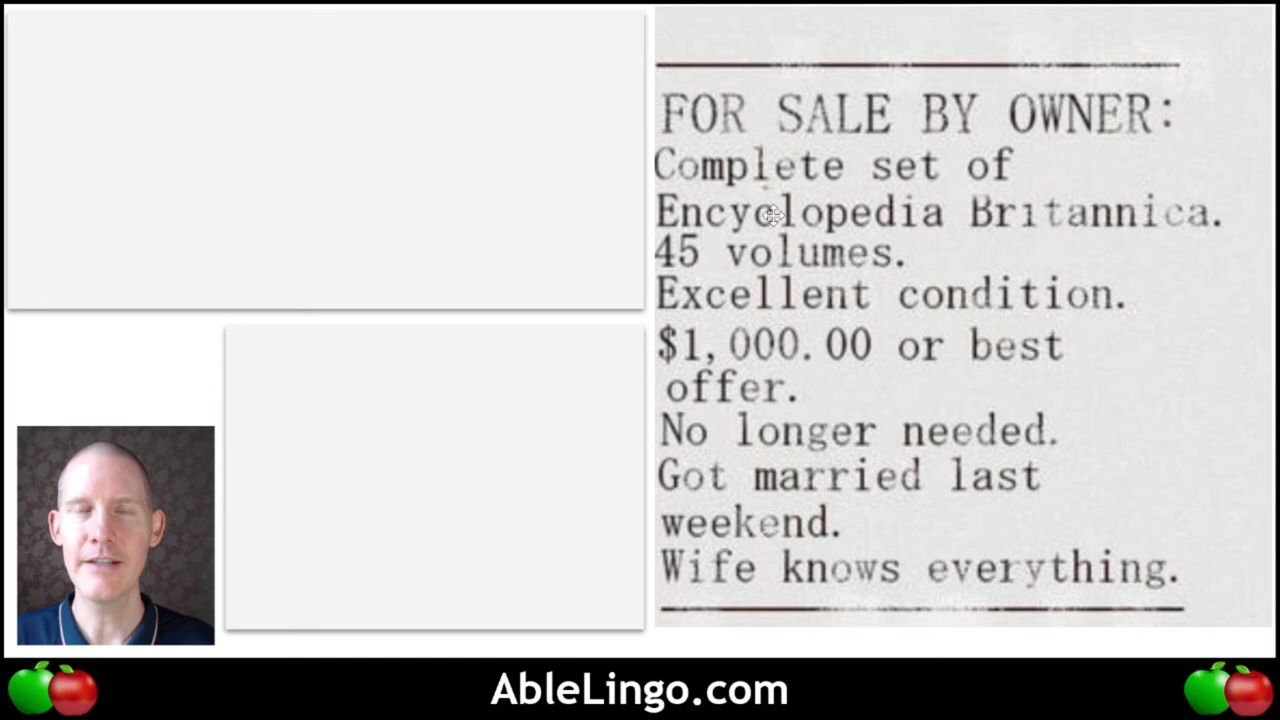 FOR SALE BY OWNER:
Complete set of
Encyclopedia Britannica.
45 volumes.
Excellent condition.
$1,000.00 or best
offer.
No longer needed.
Got married last
weekend.
Wife knows everything.
AbleLingo.com